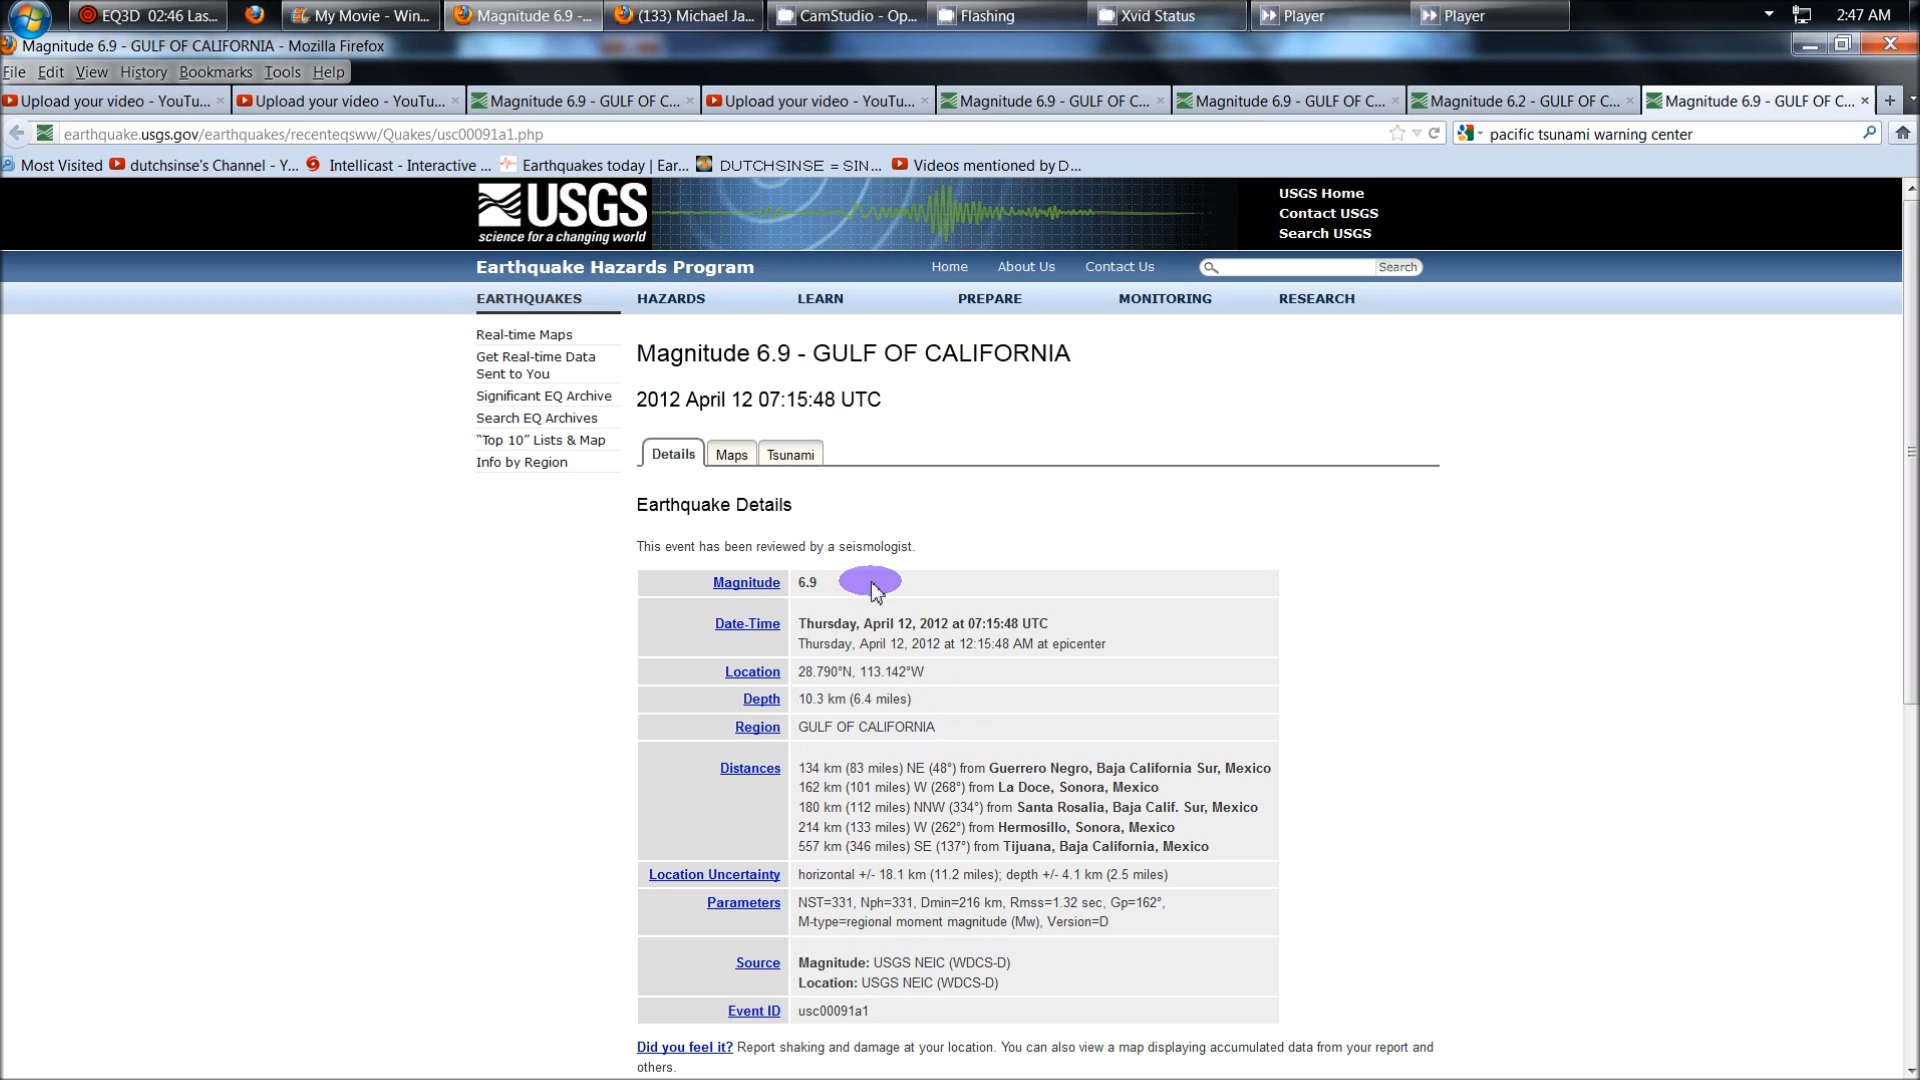 EQ3D 02:46 Las...
My Movie - Win...
Magnitude 6.9 -...
(133) Michael Ja...
CamStudio - Op...
Flashing
Xvid Status
Player
Player
2:47 AM
Magnitude 6.9 - GULF OF CALIFORNIA - Mozilla Firefox
File Edit View History Bookmarks Tools Help
Upload your video - YouTu...
Upload your video - YouTu...
Magnitude 6.9 - GULF OF C...
Upload your video - YouTu...
Magnitude 6.9 - GULF OF C...
Magnitude 6.9 - GULF OF C...
Magnitude 6.2 - GULF OF C...
Magnitude 6.9 - GULF OF C...
earthquake.usgs.gov/earthquakes/recenteqsww/Quakes/usc00091a1.php
pacific tsunami warning center
Most Visited
dutchsinse's Channel - Y...
Intellicast - Interactive ...
Earthquakes today | Ear...
DUTCHSINSE = SIN...
Videos mentioned by D...
USGS
science for a changing world
USGS Home
Contact USGS
Search USGS
Earthquake Hazards Program
Home About Us Contact Us
Search
EARTHQUAKES HAZARDS LEARN PREPARE MONITORING RESEARCH
Real-time Maps
Get Real-time Data
Sent to You
Significant EQ Archive
Search EQ Archives
"Top 10" Lists & Map
Info by Region
Magnitude 6.9 - GULF OF CALIFORNIA
2012 April 12 07:15:48 UTC
Details Maps Tsunami
Earthquake Details
This event has been reviewed by a seismologist.
Magnitude 6.9
Date-Time Thursday, April 12, 2012 at 07:15:48 UTC
Thursday, April 12, 2012 at 12:15:48 AM at epicenter
Location 28.790°N, 113.142°W
Depth 10.3 km (6.4 miles)
Region GULF OF CALIFORNIA
Distances 134 km (83 miles) NE (48°) from Guerrero Negro, Baja California Sur, Mexico
162 km (101 miles) W (268°) from La Doce, Sonora, Mexico
180 km (112 miles) NNW (334°) from Santa Rosalia, Baja Calif. Sur, Mexico
214 km (133 miles) W (262°) from Hermosillo, Sonora, Mexico
557 km (346 miles) SE (137°) from Tijuana, Baja California, Mexico
Location Uncertainty horizontal +/- 18.1 km (11.2 miles); depth +/- 4.1 km (2.5 miles)
Parameters NST=331, Nph=331, Dmin=216 km, Rmss=1.32 sec, Gp=162°,
M-type=regional moment magnitude (Mw), Version=D
Source Magnitude: USGS NEIC (WDCS-D)
Location: USGS NEIC (WDCS-D)
Event ID usc00091a1
Did you feel it? Report shaking and damage at your location. You can also view a map displaying accumulated data from your report and
others.